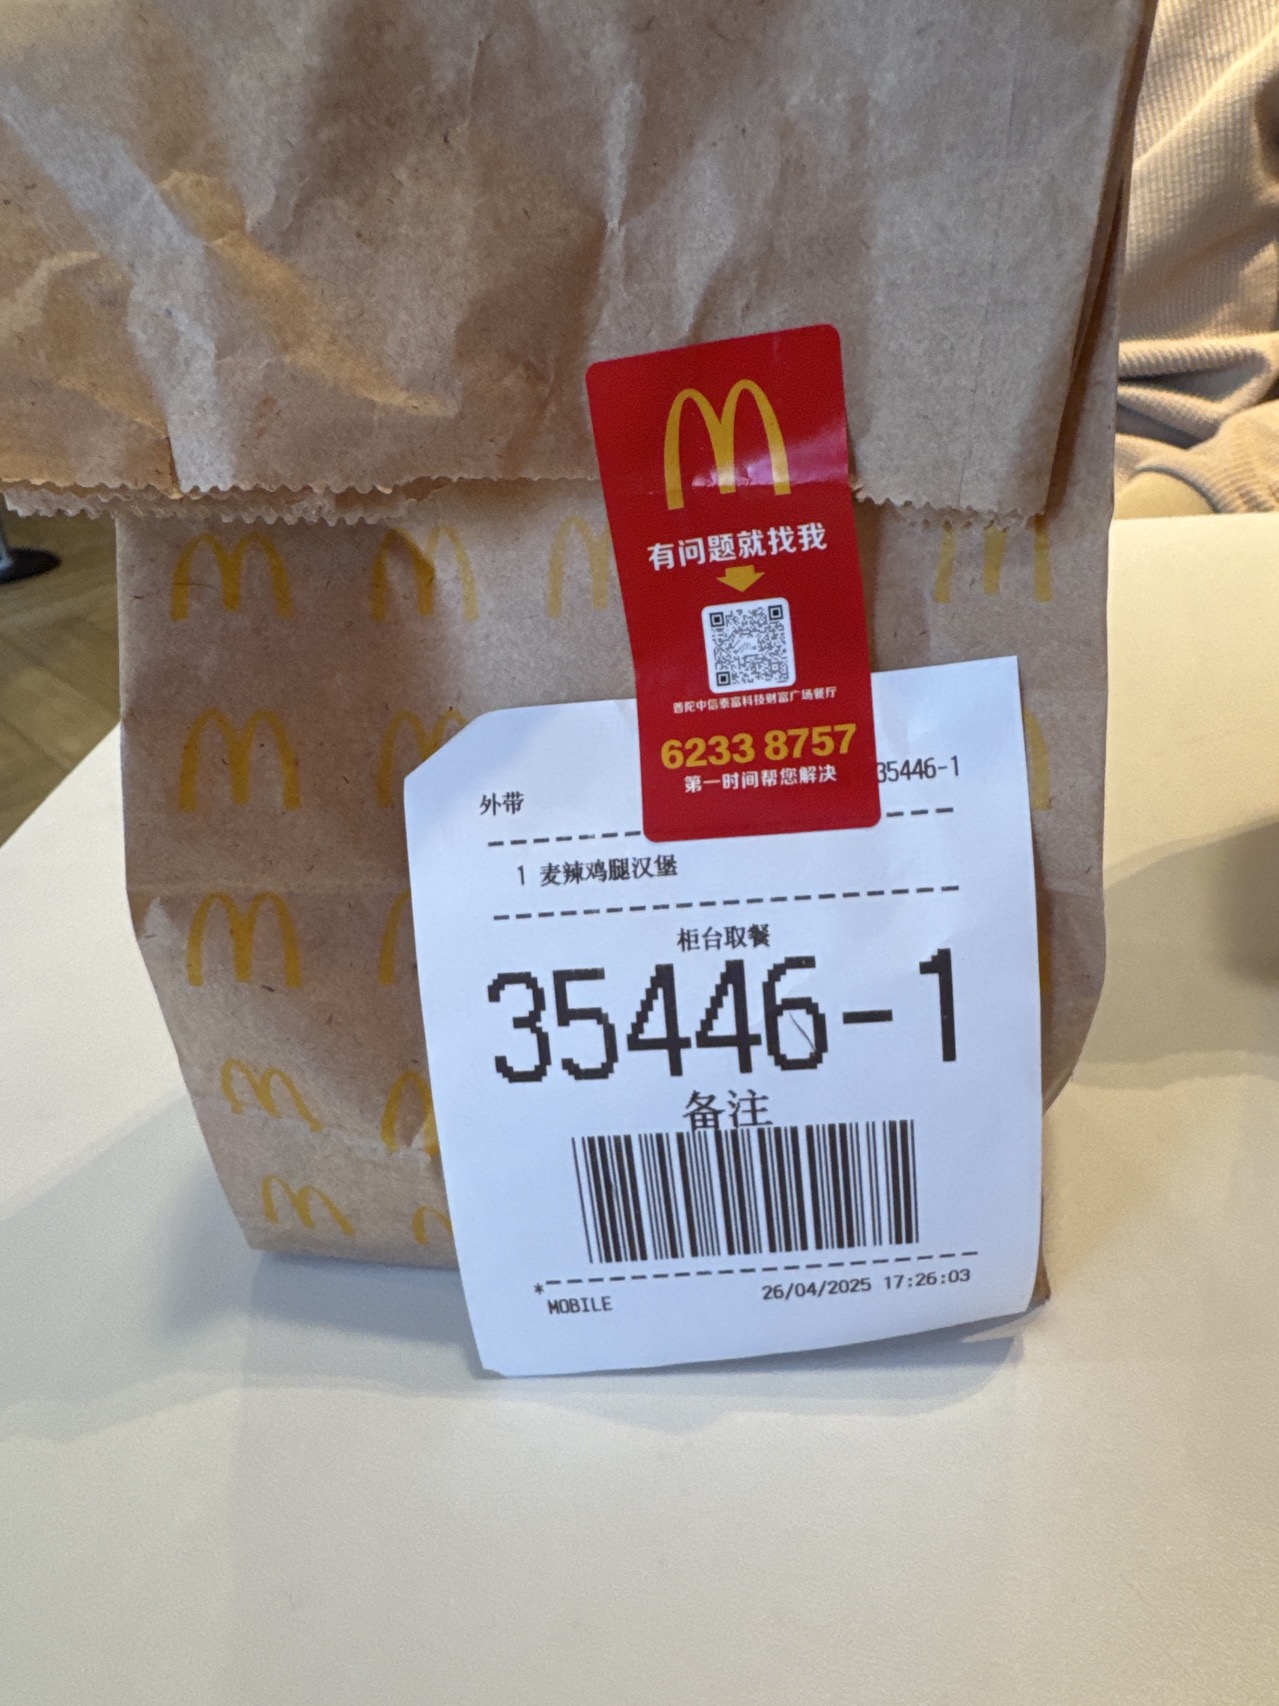 有问题就找我
普陀中信泰富科技财富广场餐厅
6233 8757
第一时间帮您解决
外带
35446-1
1 麦辣鸡腿汉堡
柜台取餐
35446-1
备注
*
MOBILE 26/04/2025 17:26:03